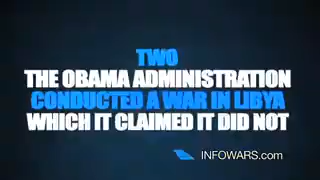 TWO
THE OBAMA ADMINISTRATION
CONDUCTED A WAR IN LIBYA
WHICH IT CLAIMED IT DID NOT
INFOWARS.com